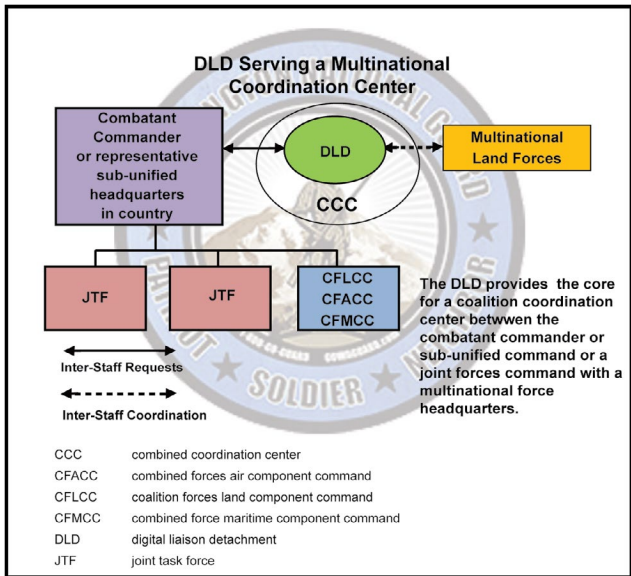 DLD Serving a Multinational
Coordination Center
Combatant
Commander
or representative
sub-unified
headquarters
in country
DLD
CCC
Multinational
Land Forces
JTF
JTF
CFLCC
CFACC
CFMCC
The DLD provides the core
for a coalition coordination
center betwven the
combatant commander or
sub-unified command or a
joint forces command with a
multinational force
headquarters.
Inter-Staff Requests
Inter-Staff Coordination
CCC combined coordination center
CFACC combined forces air component command
CFLCC coalition forces land component command
CFMCC combined force maritime component command
DLD digital liaison detachment
JTF joint task force
PATRIOT
SOLDIER